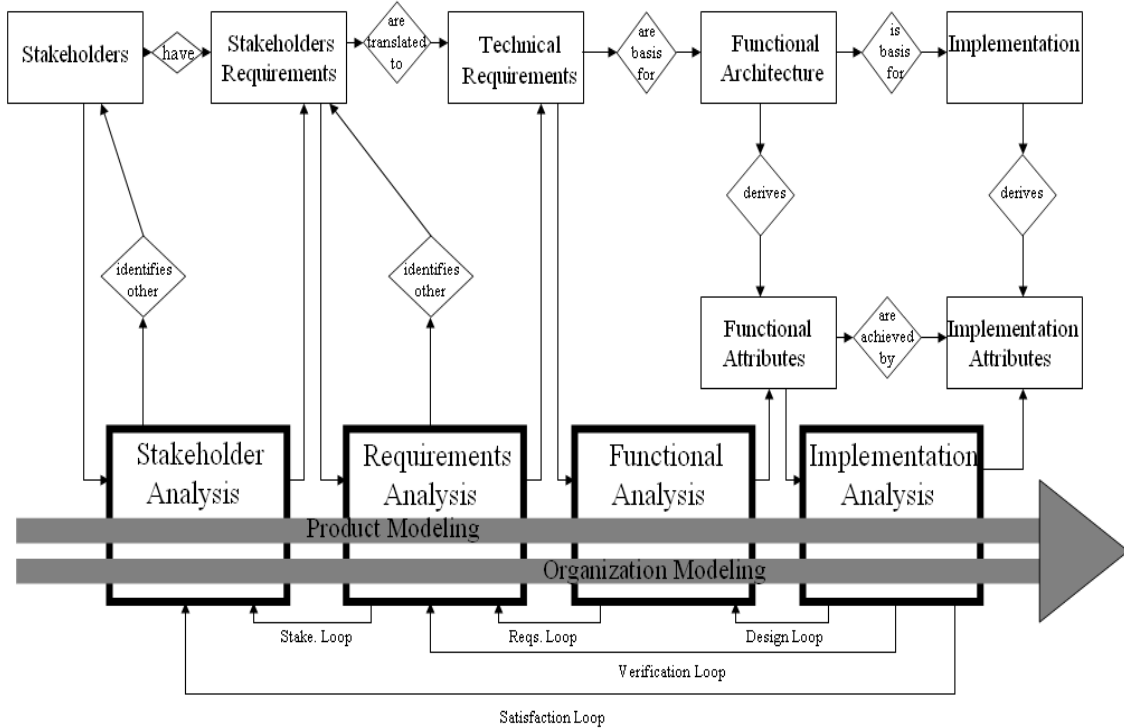 Stakeholders
have
Stakeholders
Requirements
are
translated
to
Technical
Requirements
are
basis
for
Functional
Architecture
is
basis
for
Implementation
derives
derives
identifies
other
identifies
other
Functional
Attributes
are
achieved
by
Implementation
Attributes
Stakeholder
Analysis
Requirements
Analysis
Functional
Analysis
Implementation
Analysis
Product Modeling
Organization Modeling
Stake. Loop
Reqs. Loop
Design Loop
Verification Loop
Satisfaction Loop